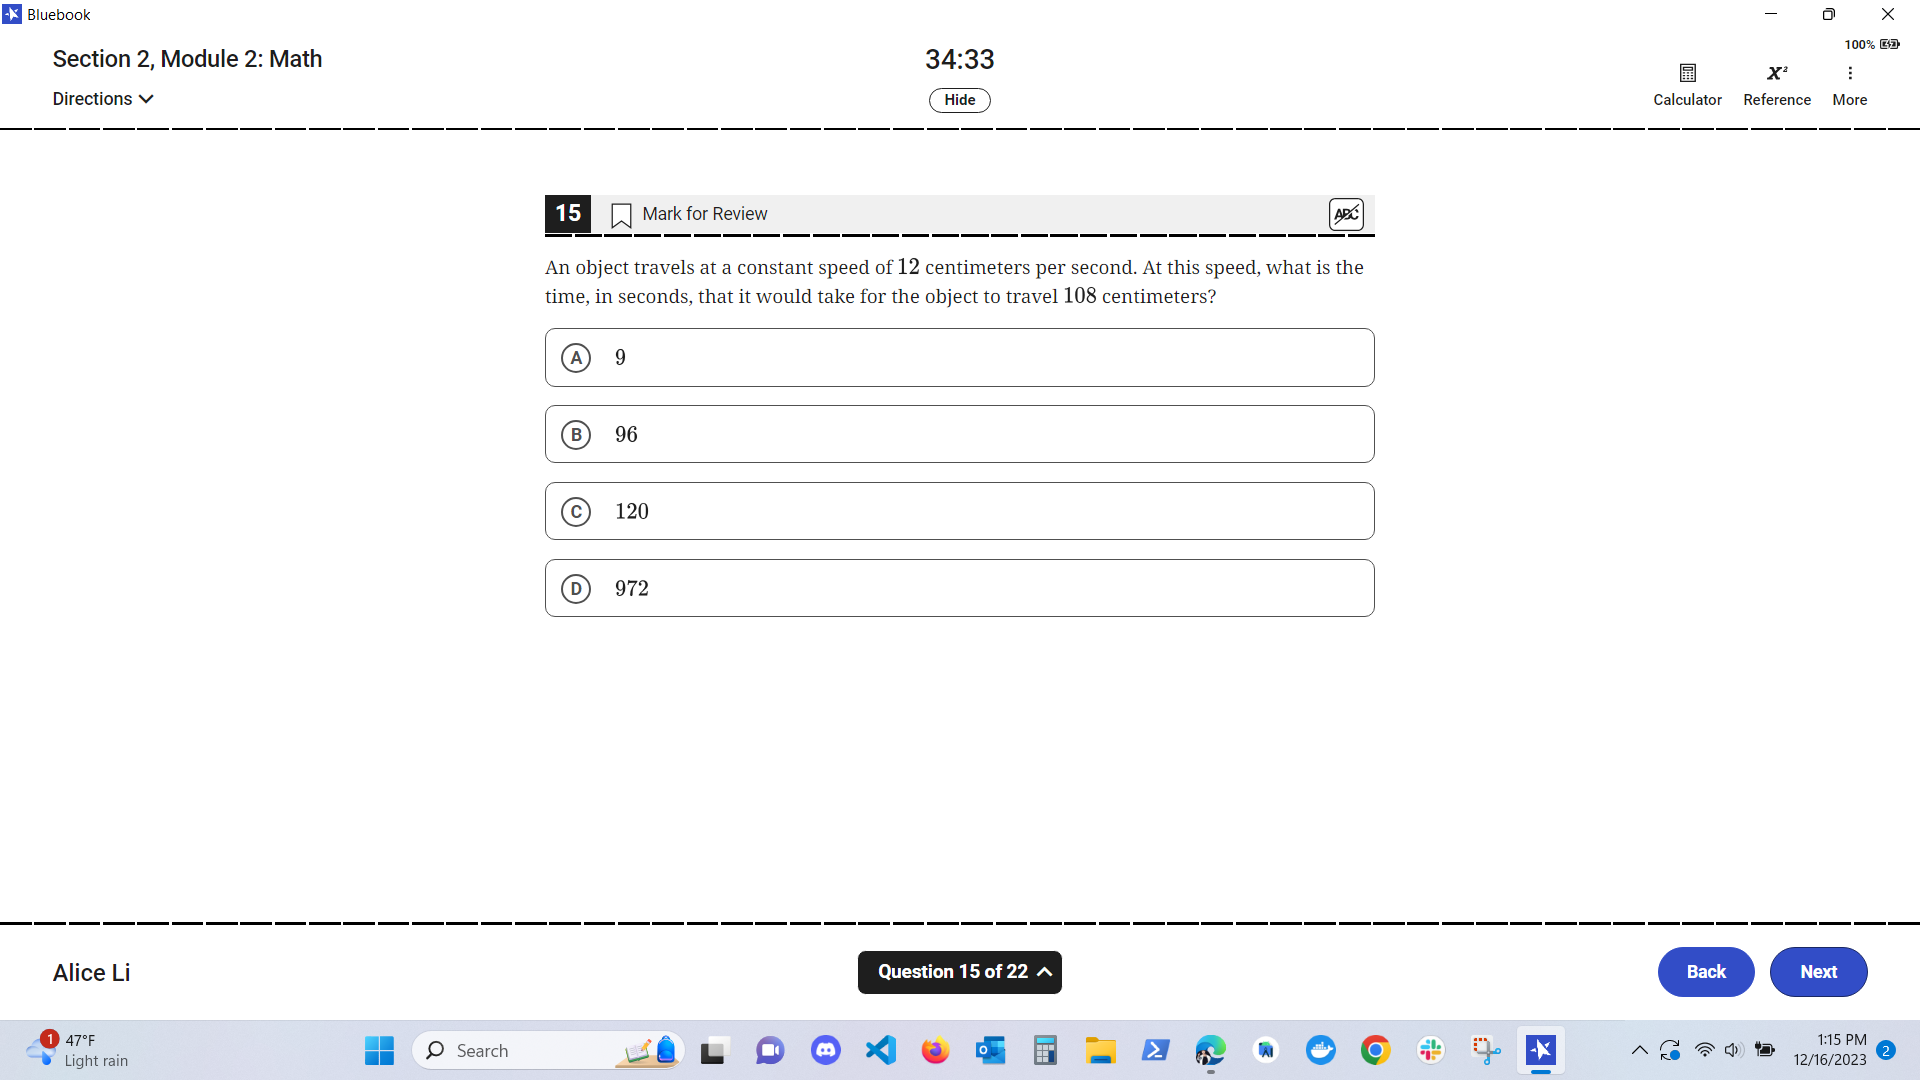 Bluebook
Section 2, Module 2: Math
34:33
100%
Directions
Hide
Calculator
Reference
More
15
Mark for Review
ABC
An object travels at a constant speed of 12 centimeters per second. At this speed, what is the
time, in seconds, that it would take for the object to travel 108 centimeters?
A 9
B 96
C 120
D 972
Alice Li
Question 15 of 22
Back
Next
1
47°F
Light rain
Search
1:15 PM
12/16/2023
2